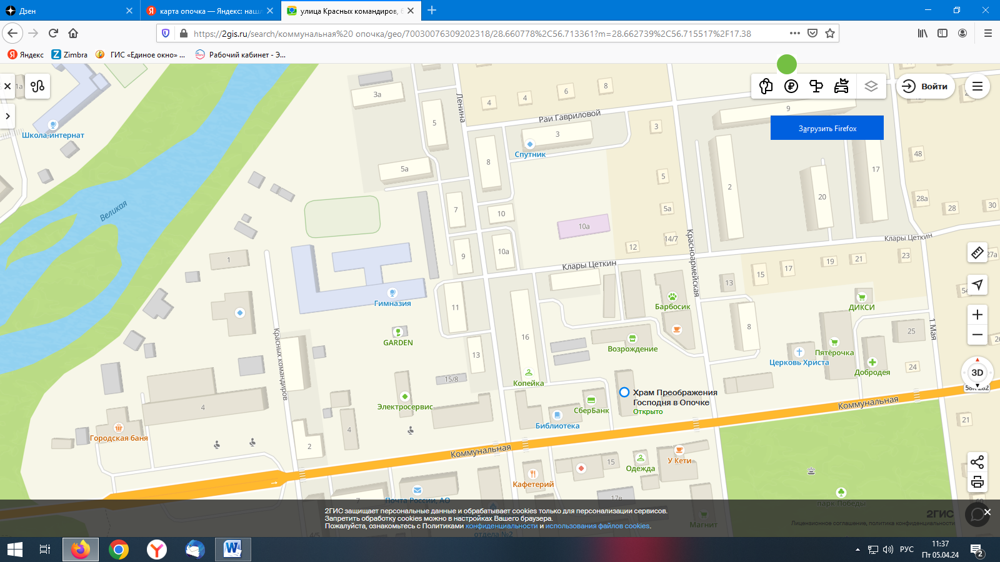 Дзен
карта опочка — Яндекс: наш
улица Красных командиров,
https://2gis.ru/search/коммунальная%20 опочка/geo/70030076309202318/28.660778%2C56.713361?m=28.662739%2C56.715517%2F17.38
Яндекс
Zimbra
ГИС «Единое окно» ...
Рабочий кабинет - Э...
Войти
Загрузить Firefox
1а
3а
4
4
6
8
Ленина
Раи Гавриловой
9
5
3
3
Школа-интернат
Спутник
48
8
5а
5
17
2
Великая
20
28а
28
30
7
10
5а
10а
14/7
Клары Цеткин
12
10а
9
Красноармейская
27а
1
Клары Цеткин
15
17
19
21
23
13
Гимназия
11
Барбосик
ДИКСИ
54
8
1 Мая
25
GARDEN
16
Возрождение
Красных командиров
13
Церковь Христа
Пятёрочка
Добродея
24
3D
15/8
Копейка
58К-282
Храм Преображения
Господня в Опочке
Открыто
4
Электросервис
СберБанк
Коммунальная
Библиотека
21
Городская баня
4
2
Коммунальная
15
Одежда
У Кети
Кафетерий
7
Почта России, АО
17в
парк Победы
Магнит
4/5
отдела №2
2ГИС защищает персональные данные и обрабатывает cookies только для персонализации сервисов.
Запретить обработку cookies можно в настройках Вашего браузера.
Пожалуйста, ознакомьтесь с Политиками конфиденциальности и использования файлов cookies.
2ГИС
Лицензионное соглашение, политика конфиденциальности
РУС
11:37
Пт 05.04.24
2